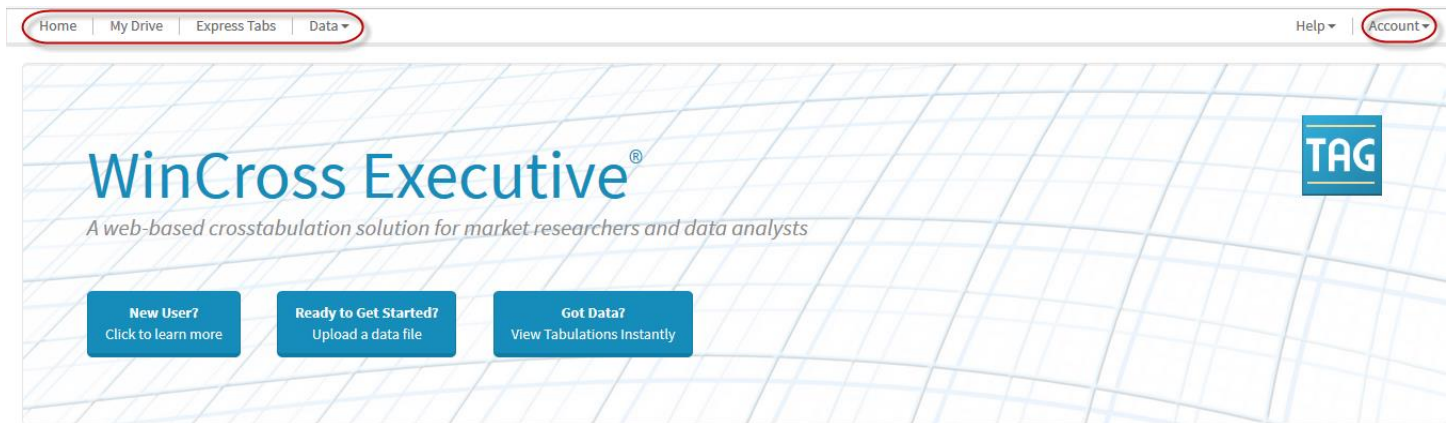 Home My Drive Express Tabs Data Help Account
WinCross Executive®
TAG
A web-based crosstabulation solution for market researchers and data analysts
New User?
Click to learn more
Ready to Get Started?
Upload a data file
Got Data?
View Tabulations Instantly